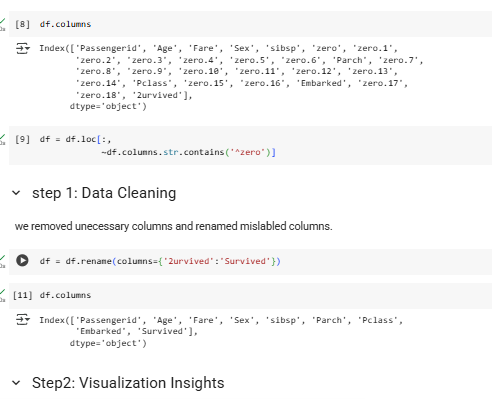 [8] df.columns
Index(['Passengerid', 'Age', 'Fare', 'Sex', 'sibsp', 'zero', 'zero.1',
'zero.2', 'zero.3', 'zero.4', 'zero.5', 'zero.6', 'Parch', 'zero.7',
'zero.8', 'zero.9', 'zero.10', 'zero.11', 'zero.12', 'zero.13',
'zero.14', 'Pclass', 'zero.15', 'zero.16', 'Embarked', 'zero.17',
'zero.18', '2urvived'],
dtype='object')
[9] df = df.loc[:,
~df.columns.str.contains('^zero')]
step 1: Data Cleaning
we removed unecessary columns and renamed mislabled columns.
df = df.rename(columns={'2urvived':'Survived'})
[11] df.columns
Index(['Passengerid', 'Age', 'Fare', 'Sex', 'sibsp', 'Parch', 'Pclass',
'Embarked', 'Survived'],
dtype='object')
Step2: Visualization Insights